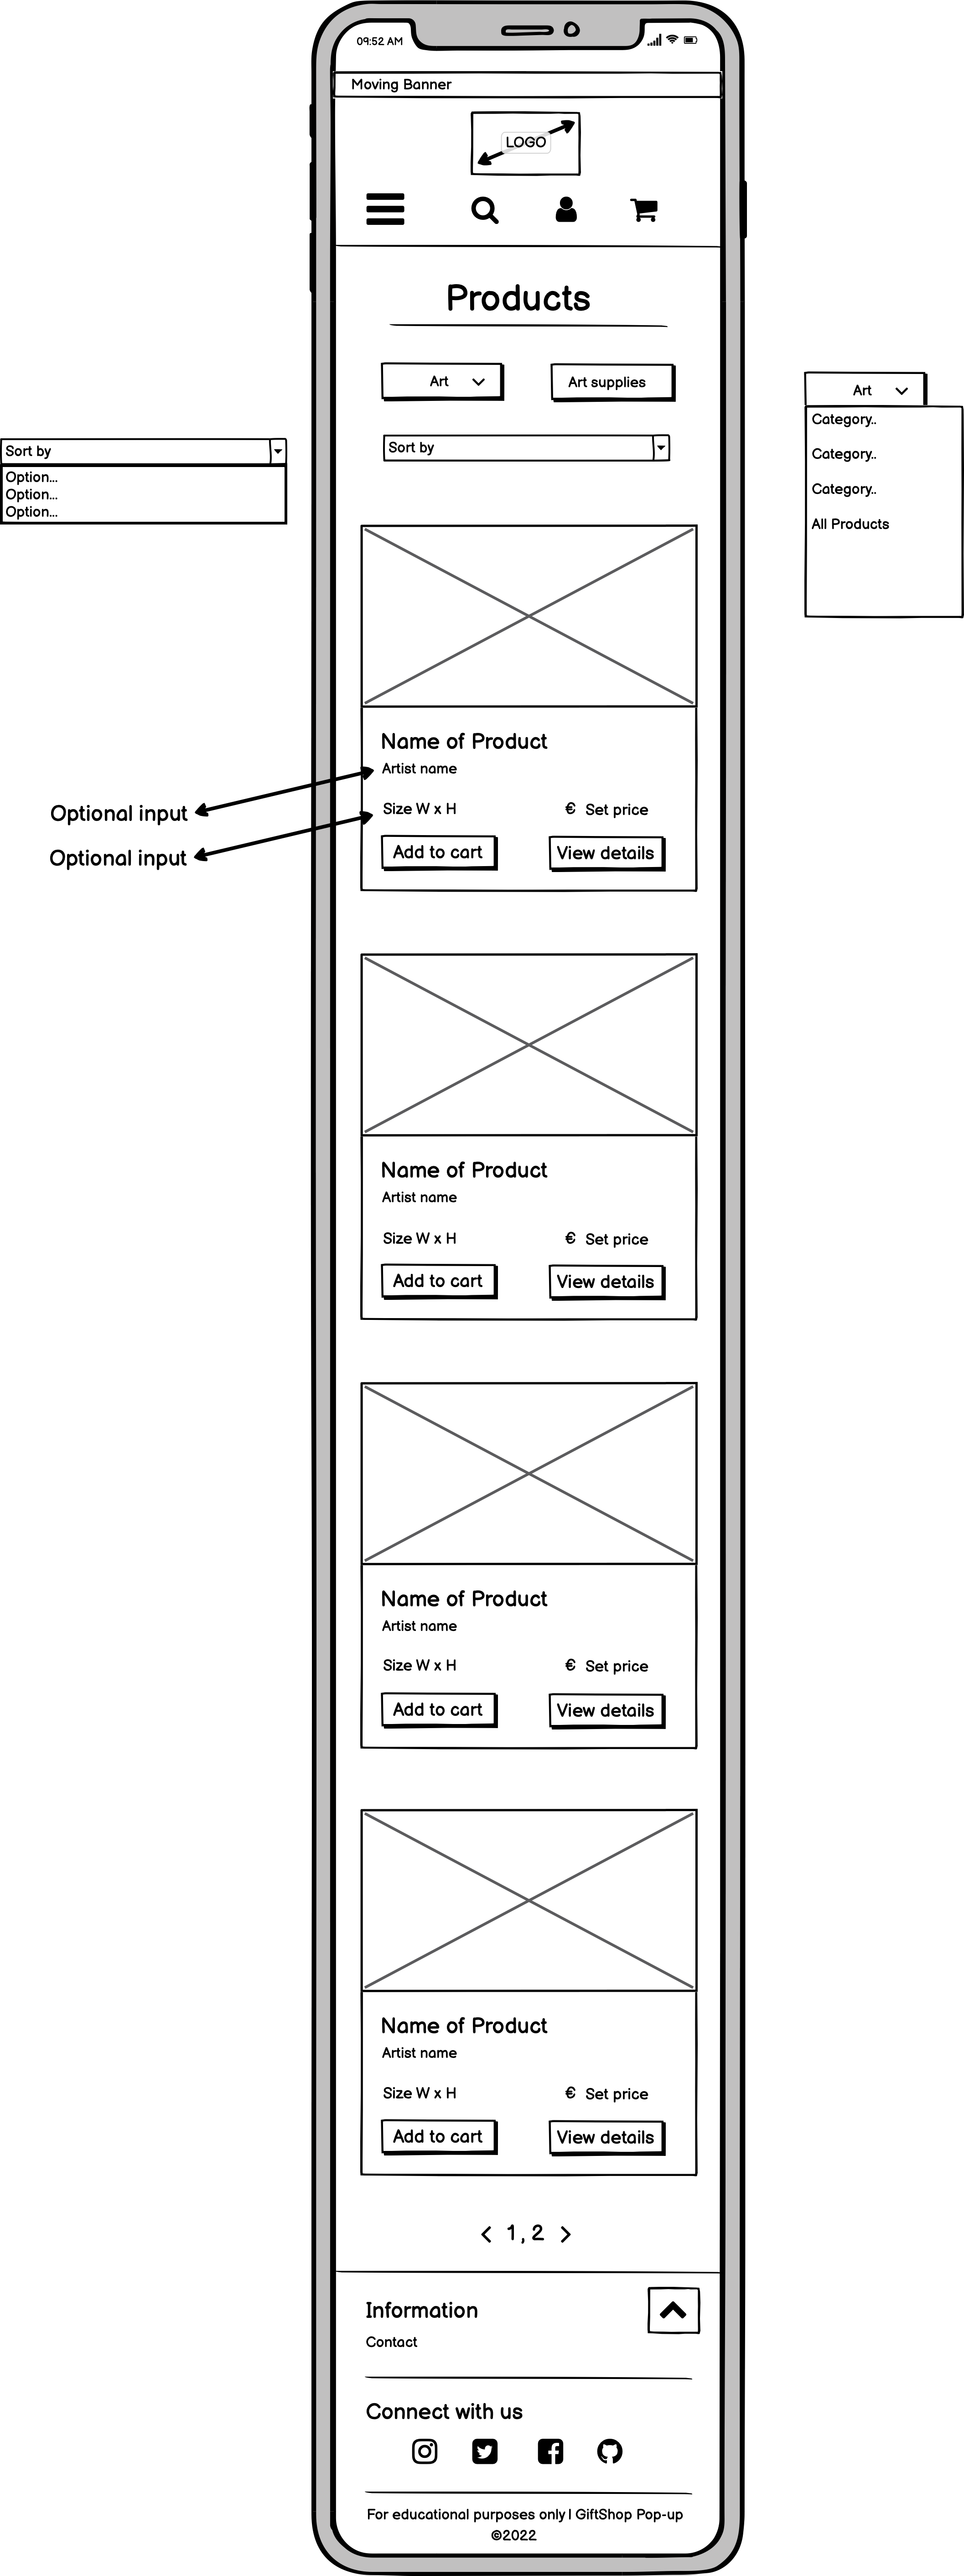 09:52 AM
Moving Banner
LOGO
Products
Art
Art supplies
Sort by
Sort by
Option...
Option...
Option...
Art
Category..
Category..
Category..
All Products
Name of Product
Artist name
Size W x H
€ Set price
Add to cart
View details
Optional input
Optional input
Name of Product
Artist name
Size W x H
€ Set price
Add to cart
View details
Name of Product
Artist name
Size W x H
€ Set price
Add to cart
View details
Name of Product
Artist name
Size W x H
€ Set price
Add to cart
View details
1, 2
Information
Contact
Connect with us
For educational purposes only | GiftShop Pop-up
©2022